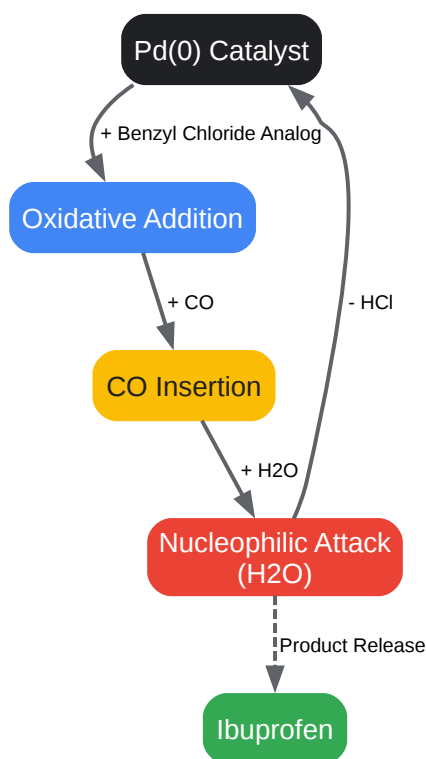 Pd(0) Catalyst
+ Benzyl Chloride Analog
Oxidative Addition
+ CO
- HCl
CO Insertion
+ H2O
Nucleophilic Attack
(H2O)
Product Release
Ibuprofen